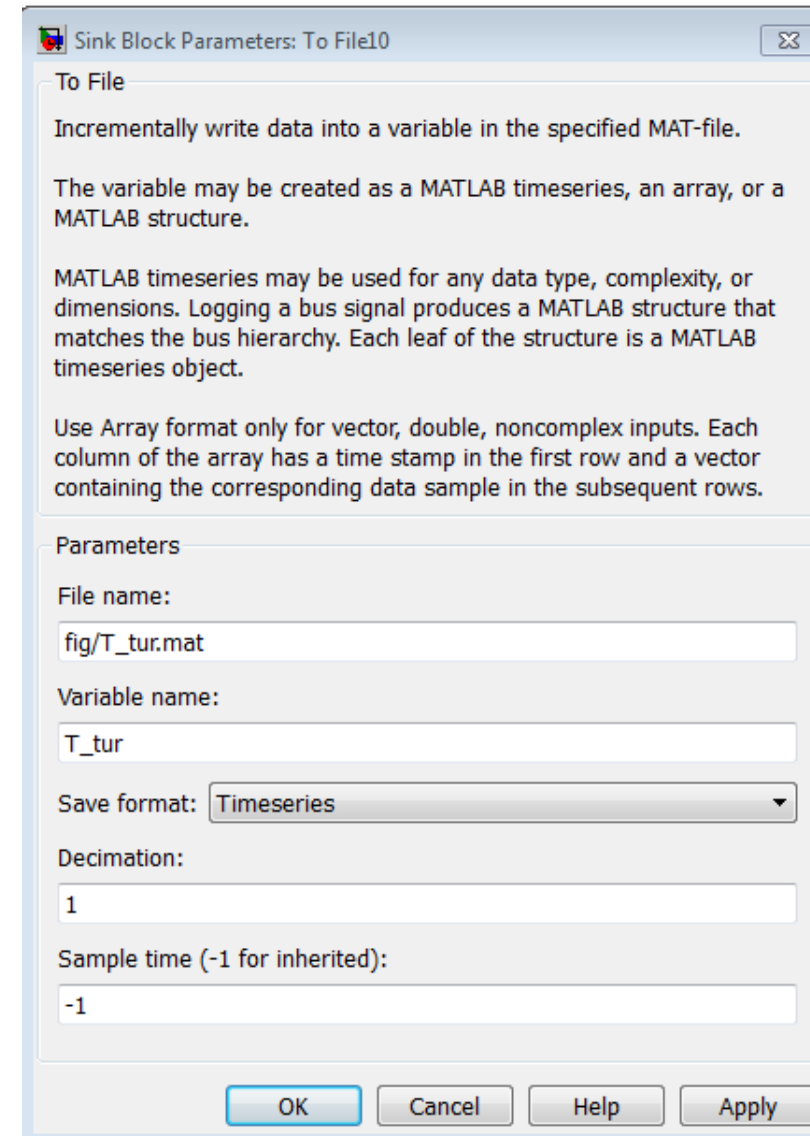 Sink Block Parameters: To File10
To File
Incrementally write data into a variable in the specified MAT-file.
The variable may be created as a MATLAB timeseries, an array, or a
MATLAB structure.
MATLAB timeseries may be used for any data type, complexity, or
dimensions. Logging a bus signal produces a MATLAB structure that
matches the bus hierarchy. Each leaf of the structure is a MATLAB
timeseries object.
Use Array format only for vector, double, noncomplex inputs. Each
column of the array has a time stamp in the first row and a vector
containing the corresponding data sample in the subsequent rows.
Parameters
File name:
fig/T_tur.mat
Variable name:
T_tur
Save format: Timeseries
Decimation:
1
Sample time (-1 for inherited):
-1
OK Cancel Help Apply